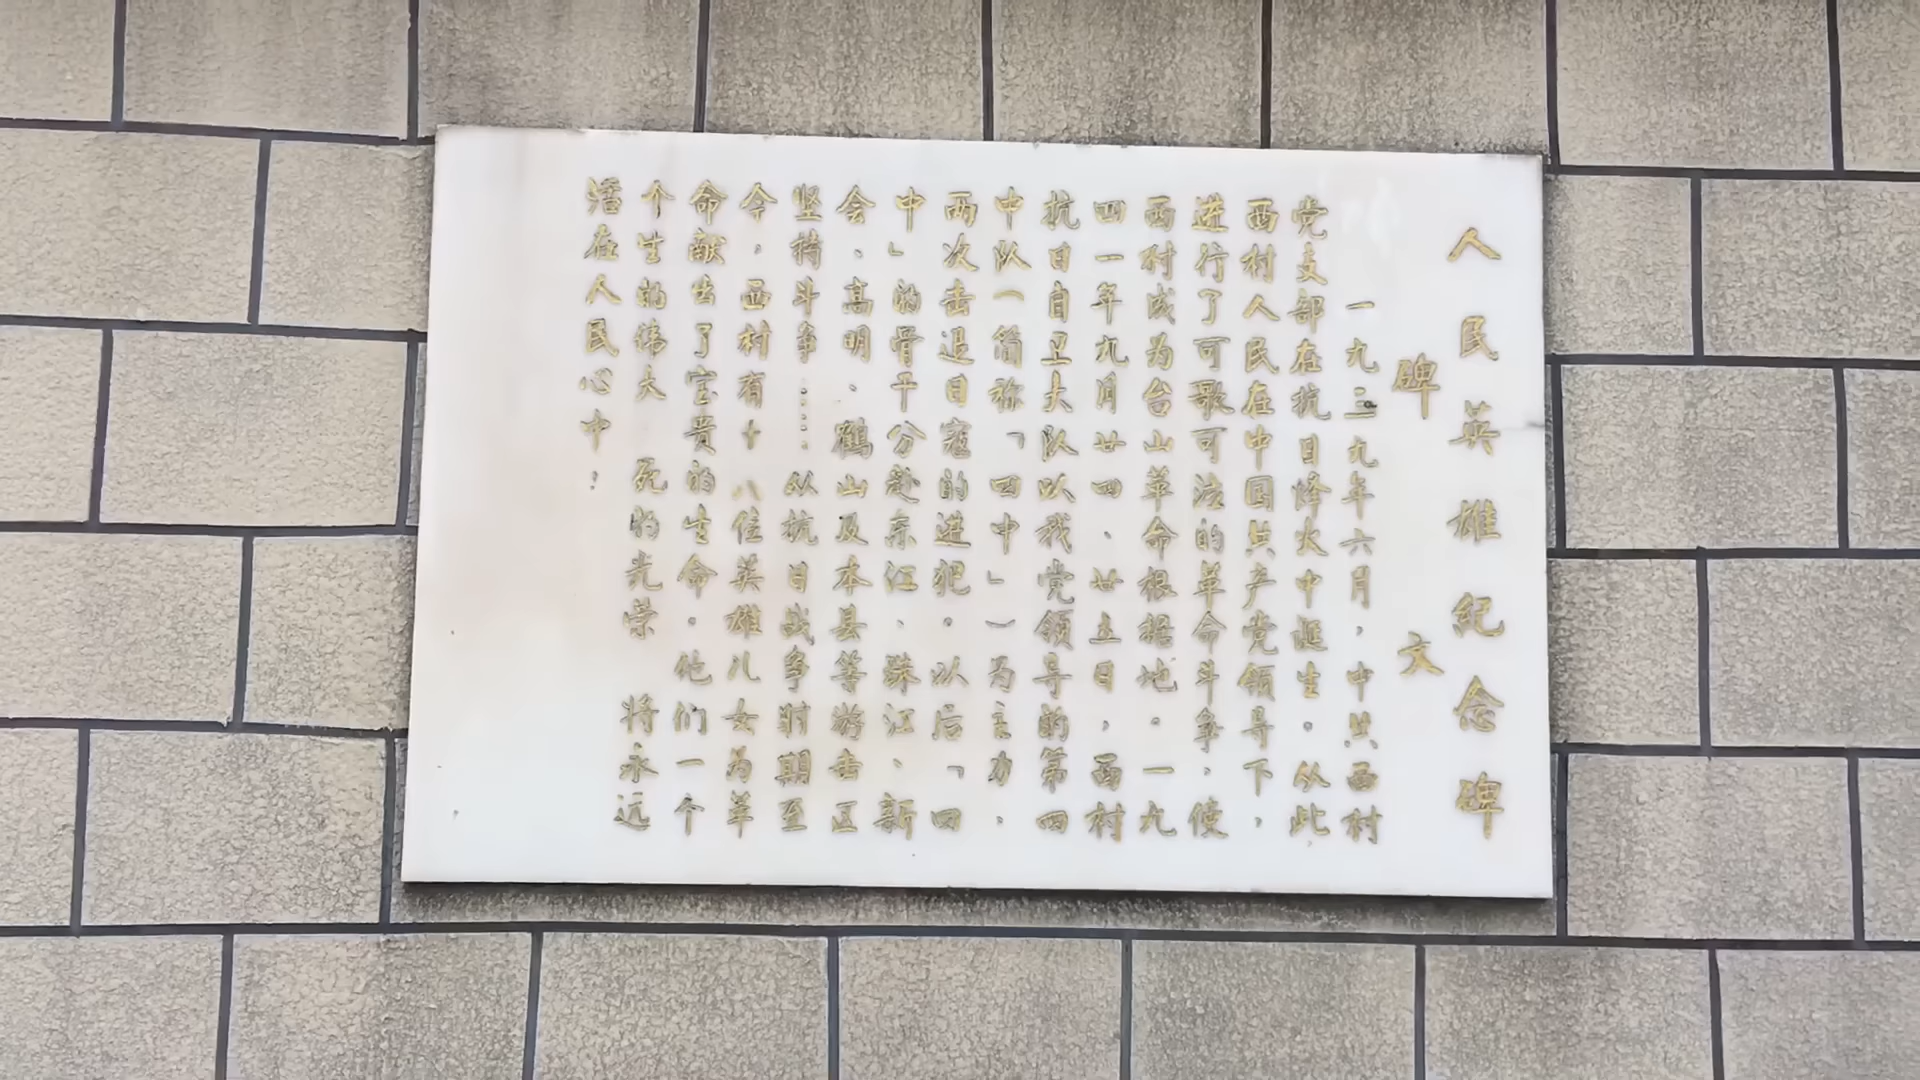 人民英雄纪念碑
碑文
一九三九年六月，中共西村
党支部在抗日烽火中诞生。从此
西村人民在中国共产党领导下，
进行了可歌可泣的革命斗争，使
西村成为台山革命根据地。一九
四一年九月廿四、廿五日，西村
抗日自卫大队以我党领导的第四
中队（简称「四中」）为主力，
两次击退日寇的进犯。以后「四
中」的骨干分赴东江、珠江、新
会、高明、鹤山及本县等游击区
坚持斗争……从抗日战争时期至
今，西村有十八位英雄儿女为革
命献出了宝贵的生命。他们一个
个生的伟大 死的光荣 将永远
活在人民心中：